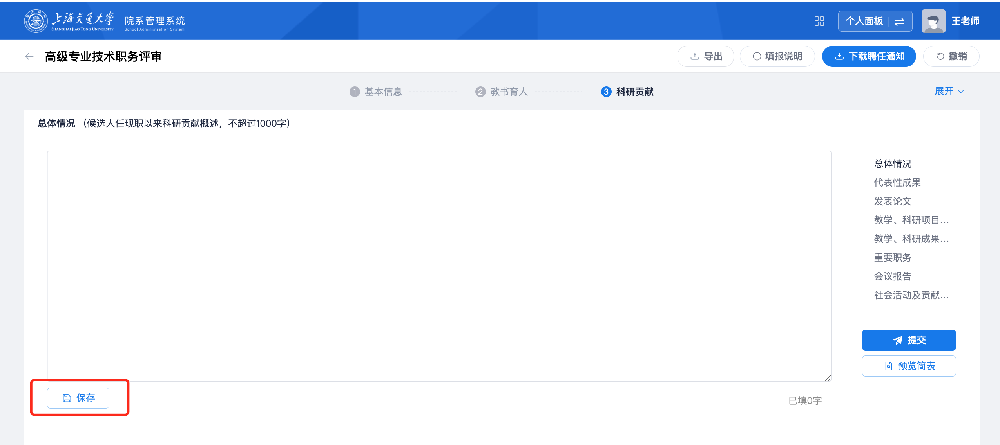 上海交通大学
SHANGHAI JIAO TONG UNIVERSITY
院系管理系统
School Administration System
个人面板
王老师
高级专业技术职务评审
导出
填报说明
下载聘任通知
撤销
1 基本信息
2 教书育人
3 科研贡献
展开
总体情况 （候选人任现职以来科研贡献概述，不超过1000字）
总体情况
代表性成果
发表论文
教学、科研项目...
教学、科研成果...
重要职务
会议报告
社会活动及贡献...
提交
预览简表
保存
已填0字